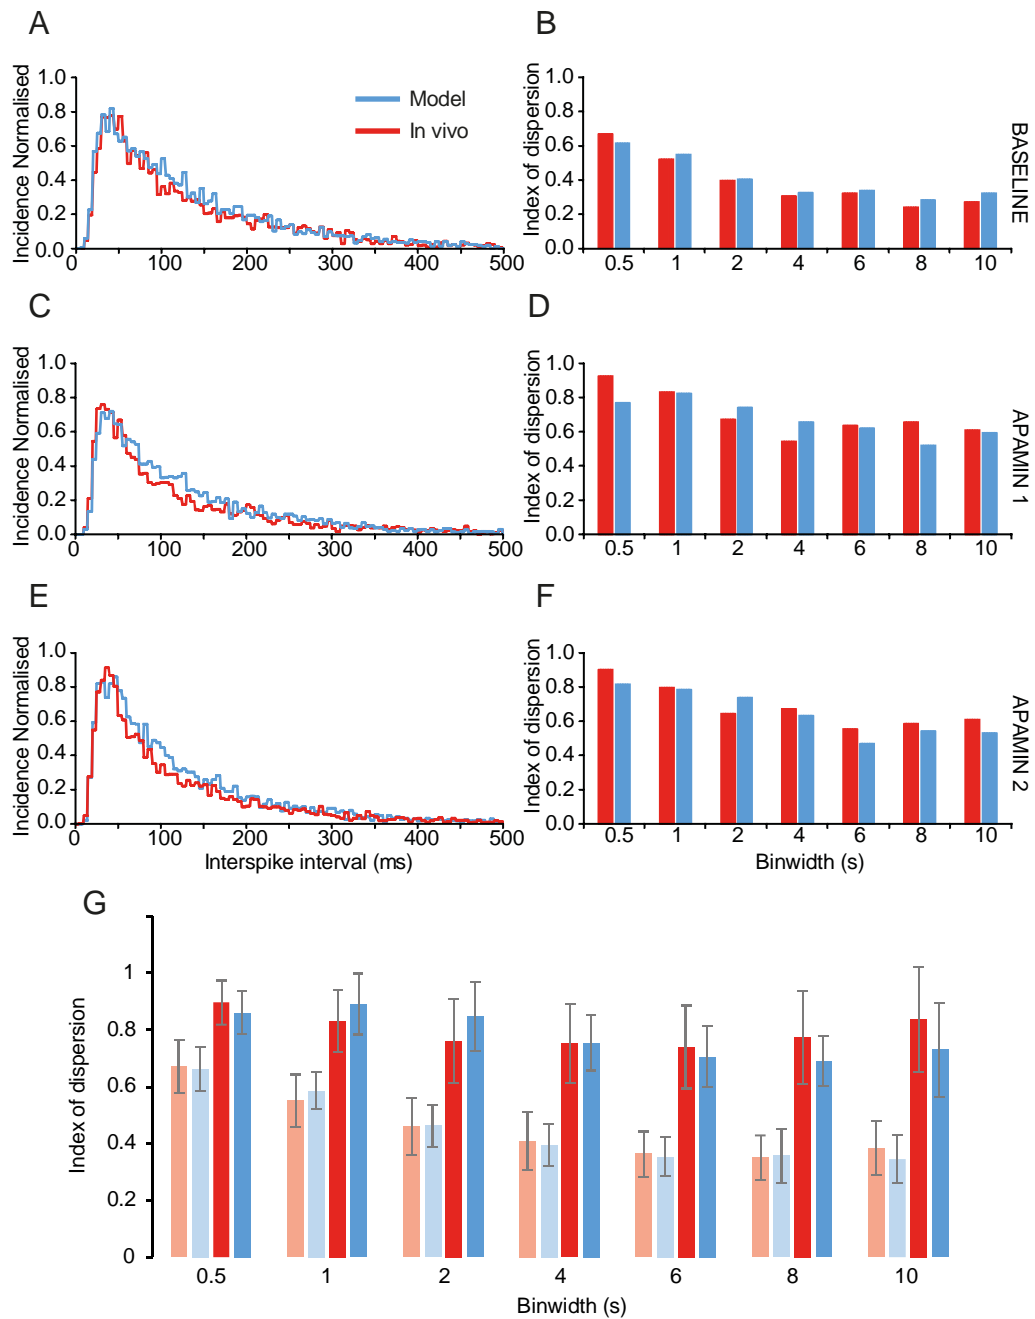 A
Incidence Normalised
1.0
0.8
0.6
0.4
0.2
0.0
0 100 200 300 400 500
Model
In vivo
B
Index of dispersion
1.0
0.8
0.6
0.4
0.2
0.0
0.5 1 2 4 6 8 10
BASELINE
C
Incidence Normalised
1.0
0.8
0.6
0.4
0.2
0.0
0 100 200 300 400 500
D
Index of dispersion
1.0
0.8
0.6
0.4
0.2
0.0
0.5 1 2 4 6 8 10
APAMIN 1
E
Incidence Normalised
1.0
0.8
0.6
0.4
0.2
0.0
0 100 200 300 400 500
Interspike interval (ms)
F
Index of dispersion
1.0
0.8
0.6
0.4
0.2
0.0
0.5 1 2 4 6 8 10
Binwidth (s)
APAMIN 2
G
Index of dispersion
1
0.8
0.6
0.4
0.2
0
0.5 1 2 4 6 8 10
Binwidth (s)